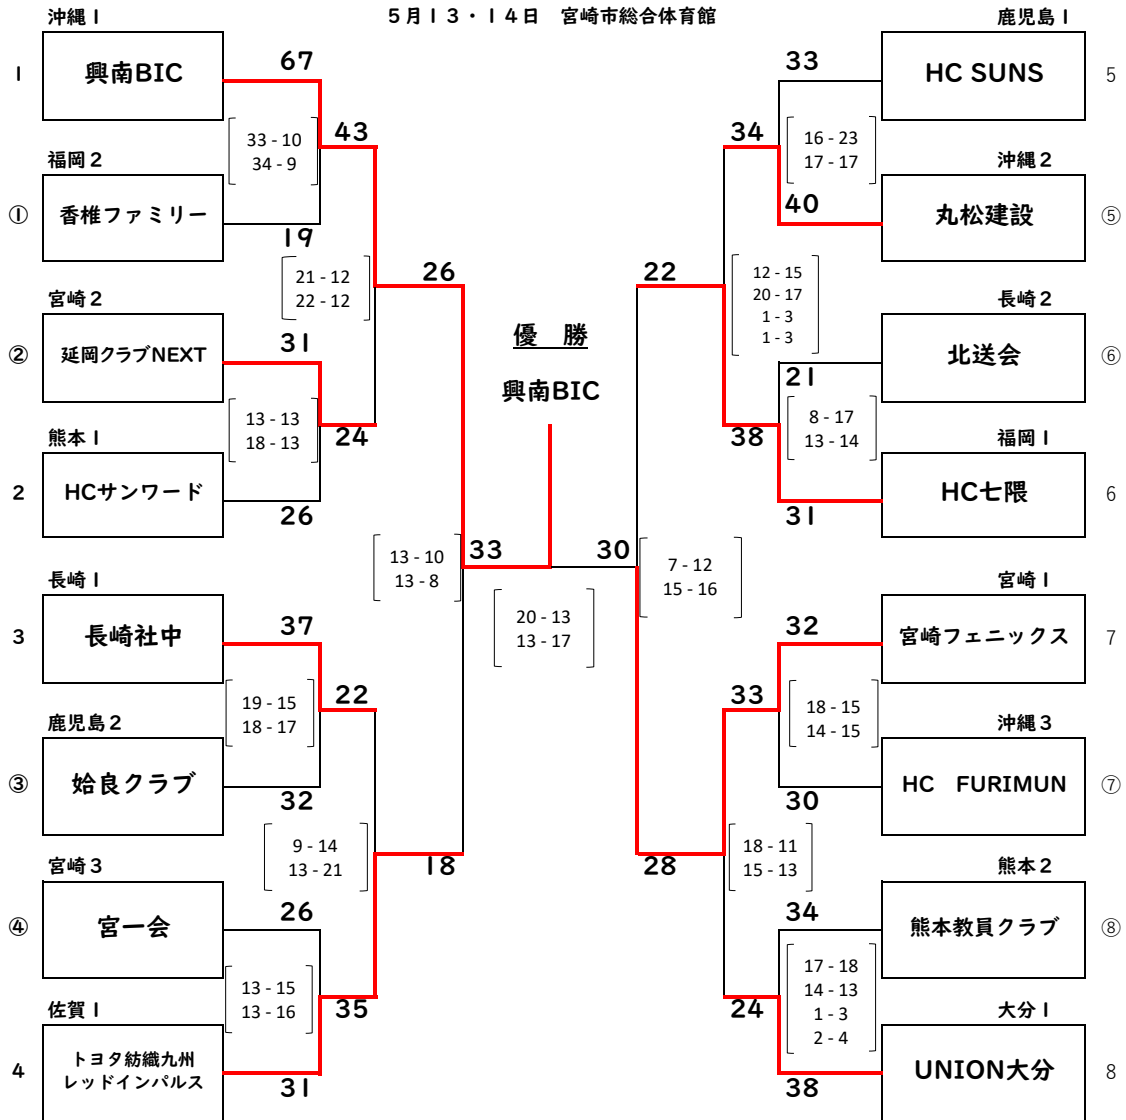 ５月１３・１４日　宮崎市総合体育館
沖縄１
1
興南BIC
67
33 - 10
34 - 9
43
福岡２
①
香椎ファミリー
19
21 - 12
22 - 12
26
宮崎２
②
延岡クラブNEXT
31
13 - 13
18 - 13
24
熊本１
2
HCサンワード
26
13 - 10
13 - 8
33
長崎１
3
長崎社中
37
19 - 15
18 - 17
22
鹿児島２
③
姶良クラブ
32
9 - 14
13 - 21
18
宮崎３
④
宮一会
26
13 - 15
13 - 16
35
佐賀１
4
トヨタ紡織九州
レッドインパルス
31
優　勝
興南BIC
20 - 13
13 - 17
鹿児島１
33
HC SUNS
5
34
16 - 23
17 - 17
沖縄２
40
丸松建設
⑤
22
12 - 15
20 - 17
1 - 3
1 - 3
長崎２
21
北送会
⑥
38
8 - 17
13 - 14
福岡１
31
HC七隈
6
30
7 - 12
15 - 16
宮崎１
32
宮崎フェニックス
7
33
18 - 15
14 - 15
沖縄３
30
HC　FURIMUN
⑦
28
18 - 11
15 - 13
熊本２
34
熊本教員クラブ
⑧
24
17 - 18
14 - 13
1 - 3
2 - 4
大分１
38
UNION大分
8